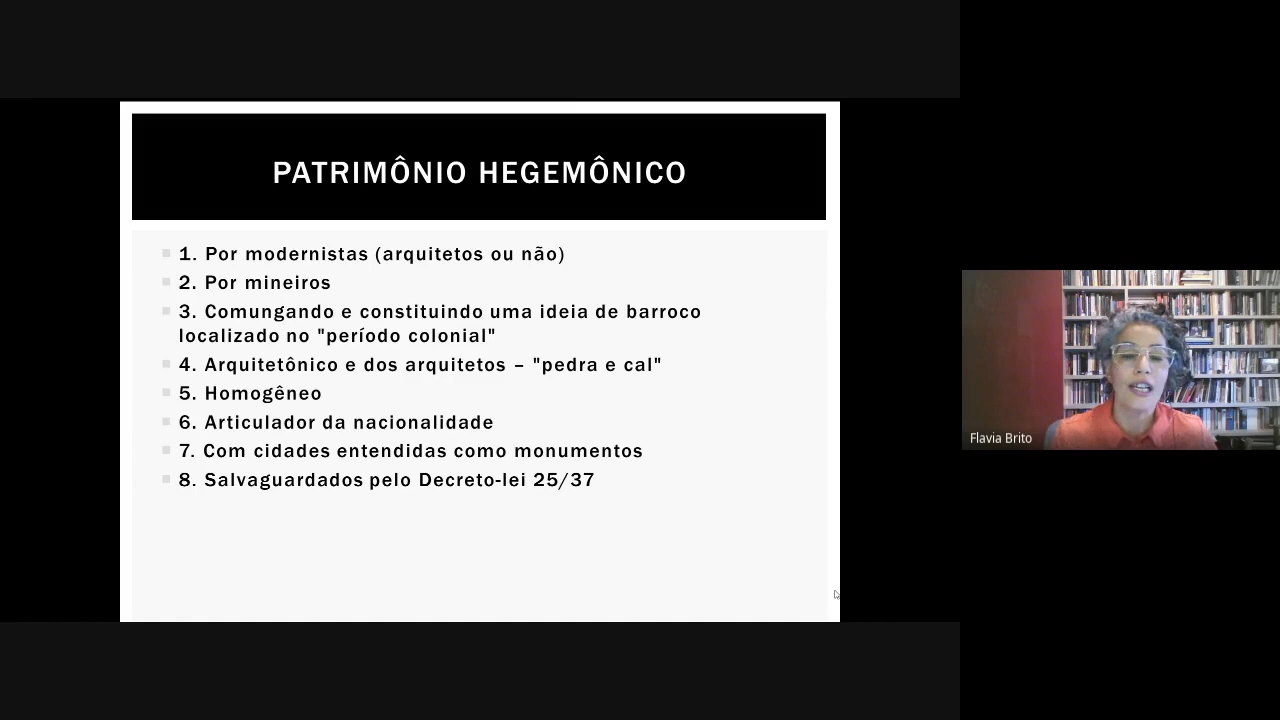 PATRIMÔNIO HEGEMÔNICO
1. Por modernistas (arquitetos ou não)
2. Por mineiros
3. Comungando e constituindo uma ideia de barroco
localizado no "período colonial"
4. Arquitetônico e dos arquitetos – "pedra e cal"
5. Homogêneo
6. Articulador da nacionalidade
7. Com cidades entendidas como monumentos
8. Salvaguardados pelo Decreto-lei 25/37
Flavia Brito